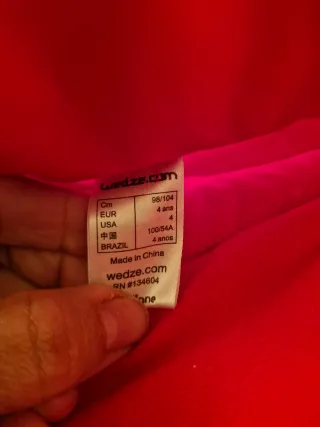 wedze.com
Cm 98/104
EUR 4 ans
USA 4
中国 100/54A
BRAZIL 4 anos
Made in China
wedze.com
RN #134604